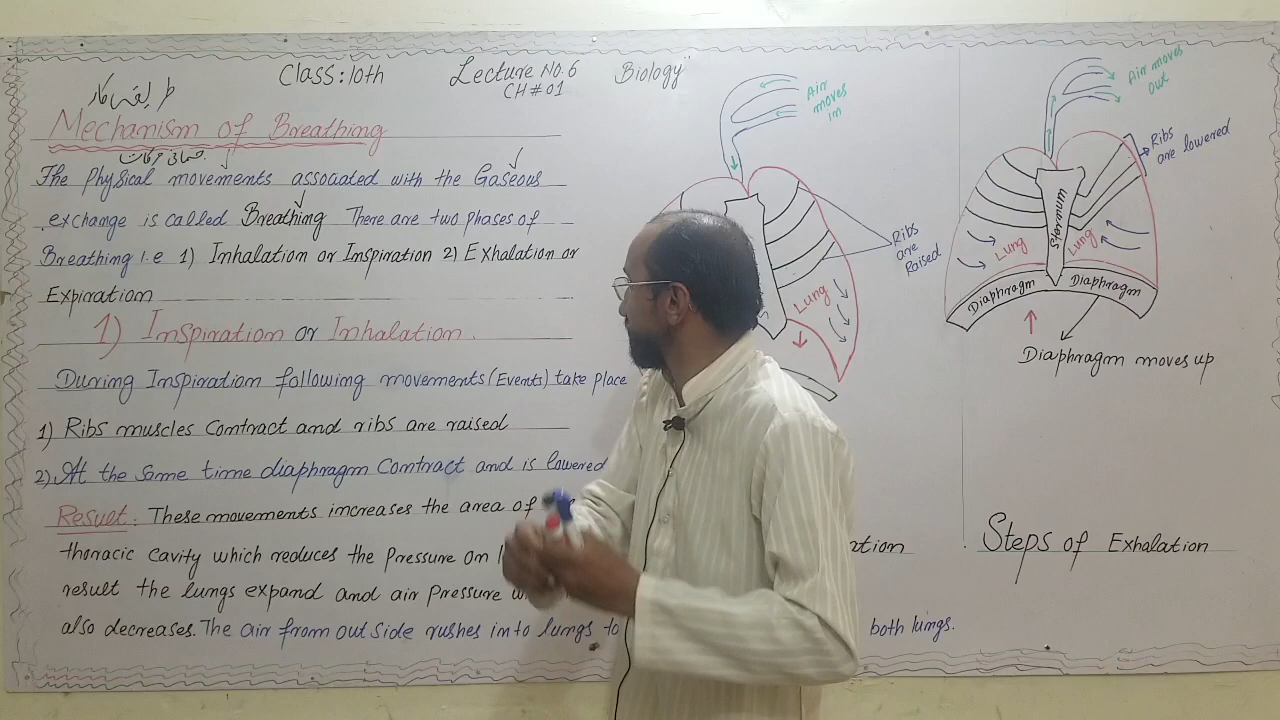 Class: 10th Lecture No. 6 Biology
CH # 01
طریقہ کار
Mechanism of Breathing
جسمانی حرکات
The Physical movements associated with the Gaseous
exchange is called Breathing There are two phases of
Breathing i.e 1) Inhalation or Inspiration 2) Exhalation or
Expiration
1) Inspiration or Inhalation.
During Inspiration following movements (Events) take place
1) Ribs muscles Contract and ribs are raised
2) At the Same time diaphragm Contract and is lowered
Result: These movements increases the area of
thoracic cavity which reduces the Pressure on
result the lungs expand and air Pressure
also decreases. The air from out side rushes into lungs to
both lungs.
Air
moves
in
Ribs
are
Raised
Lung
Air moves
out
Ribs
are lowered
Sternum
Lung
Lung
Diaphragm
Diaphragm
Diaphragm moves up
Steps of Exhalation